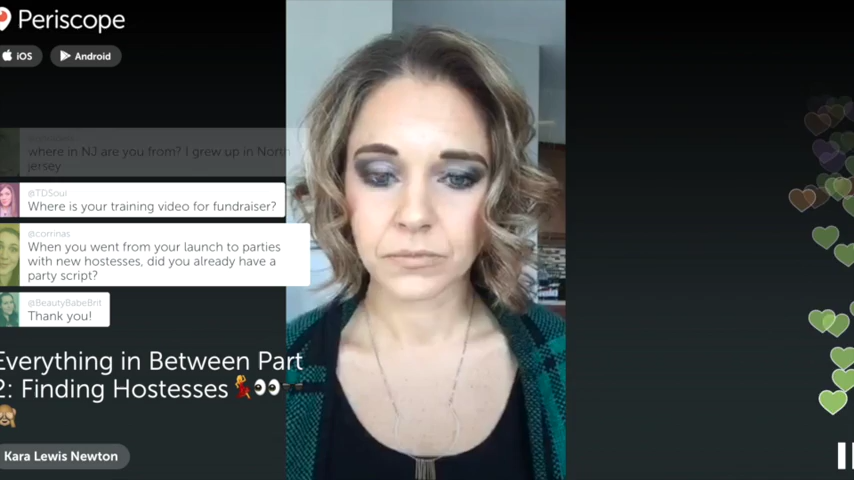 Periscope
iOS
Android
where in NJ are you from? I grew up in North
jersey
@TDSoul
Where is your training video for fundraiser?
@corrinas
When you went from your launch to parties
with new hostesses, did you already have a
party script?
@BeautyBabeBrit
Thank you!
Everything in Between Part
2: Finding Hostesses 💃👀🔫
🙈
Kara Lewis Newton